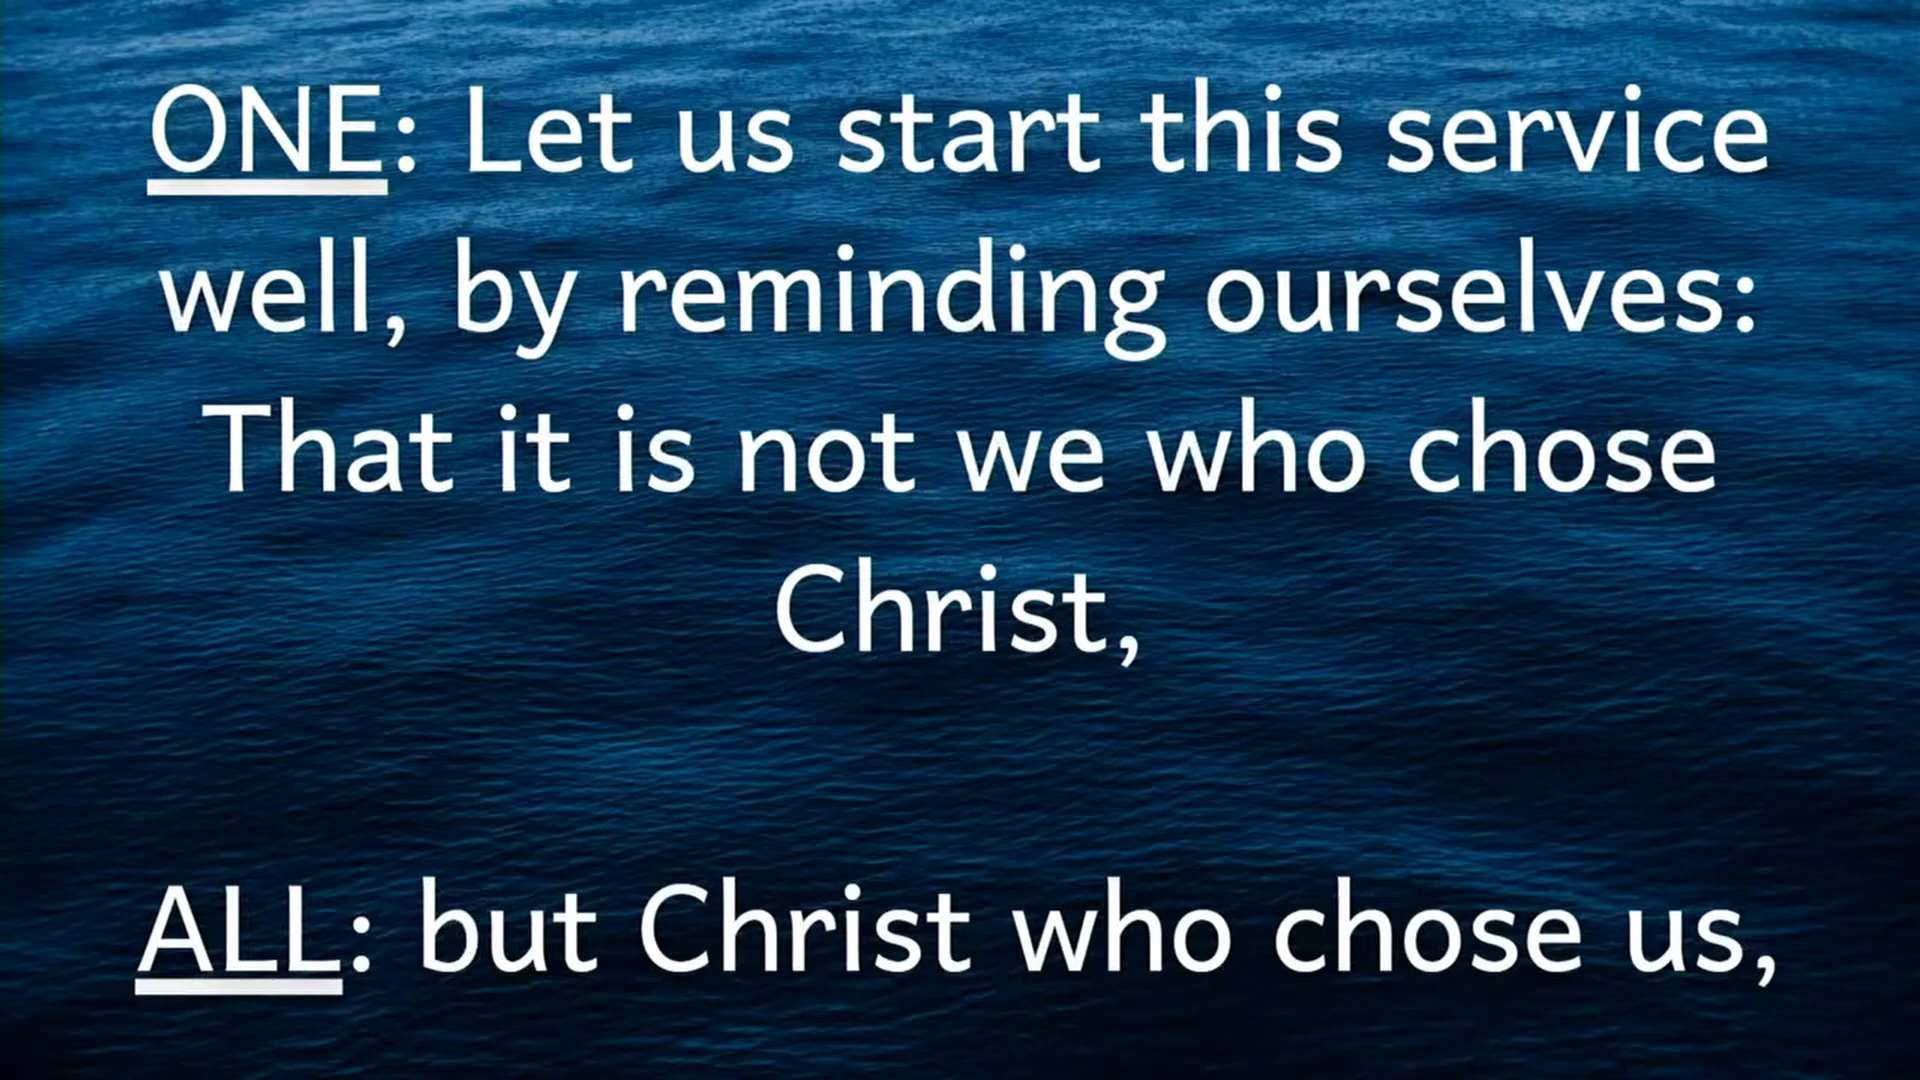 ONE: Let us start this service
well, by reminding ourselves:
That it is not we who chose
Christ,
ALL: but Christ who chose us,